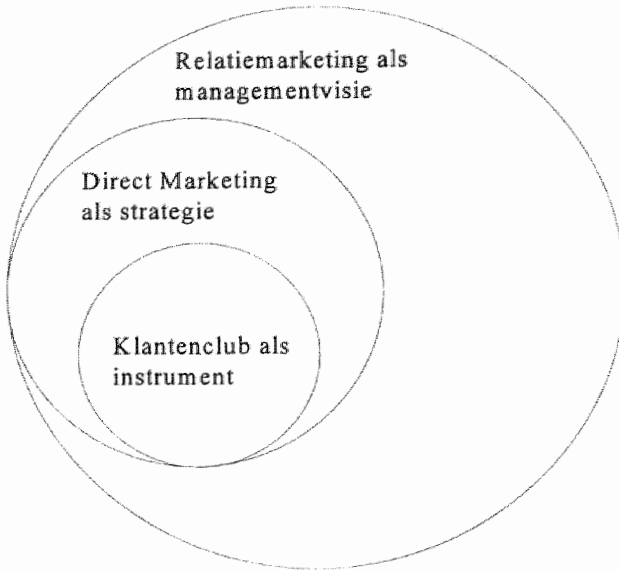 Relatiemarketing als
managementvisie
Direct Marketing
als strategie
Klantenclub als
instrument